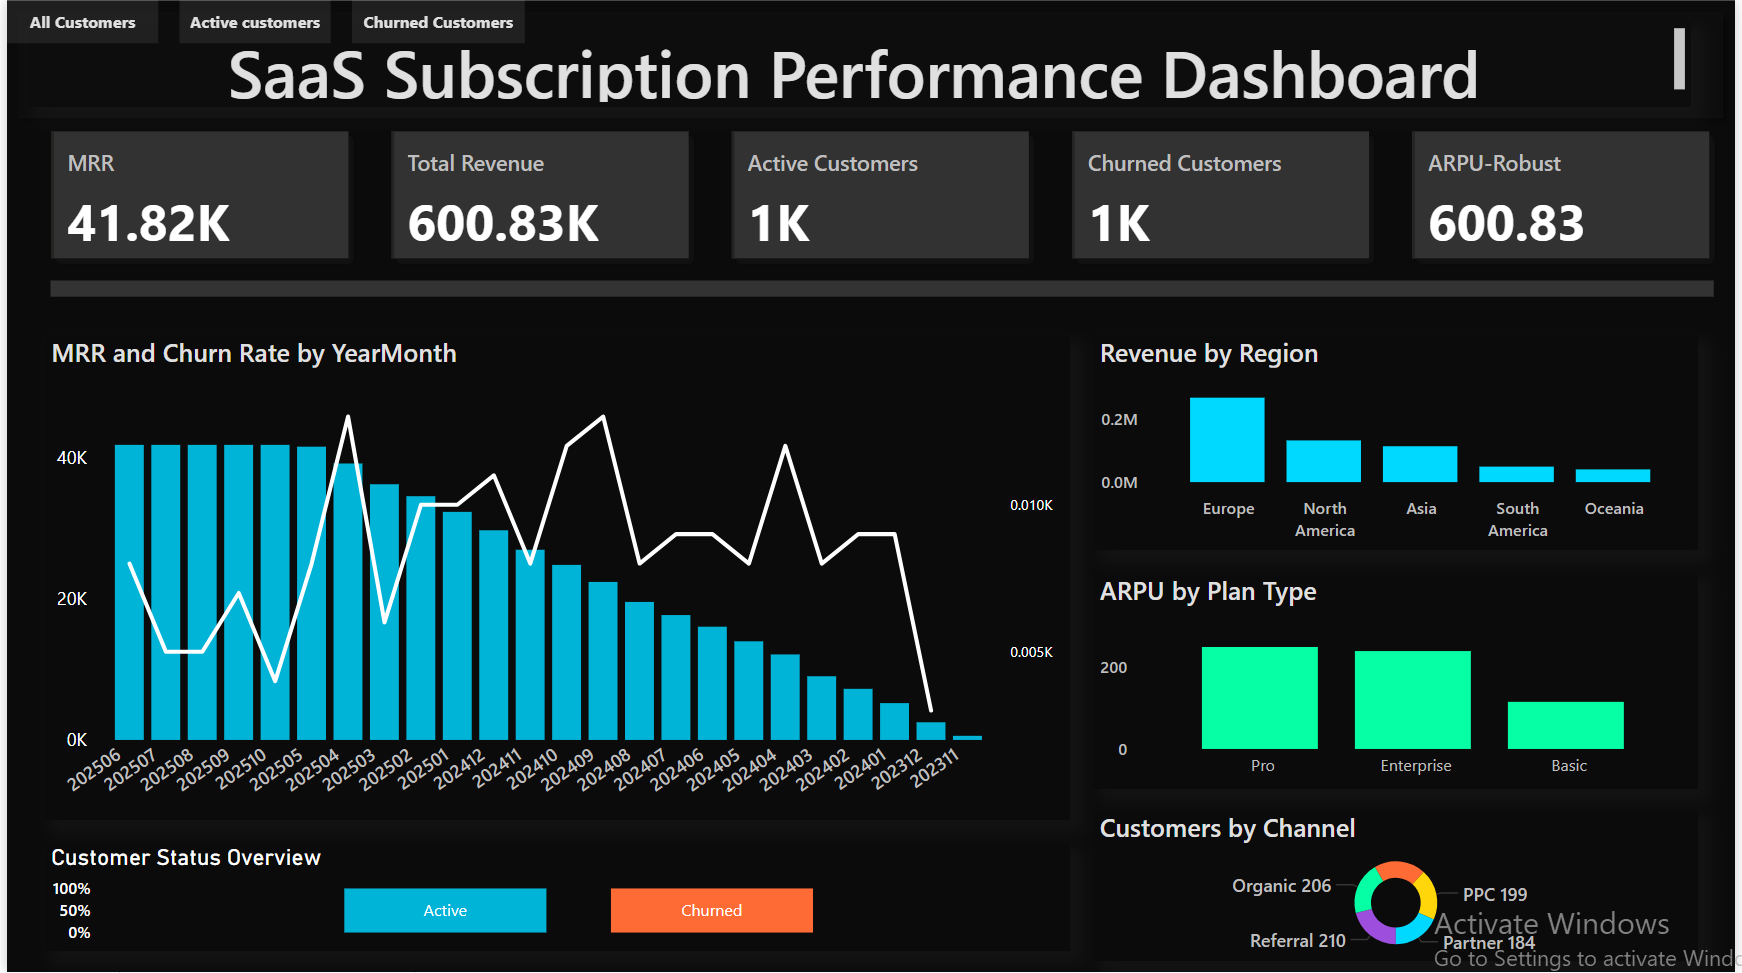 All Customers
Active customers
Churned Customers
SaaS Subscription Performance Dashboard
MRR
41.82K
Total Revenue
600.83K
Active Customers
1K
Churned Customers
1K
ARPU-Robust
600.83
MRR and Churn Rate by YearMonth
40K
20K
0K
0.010K
0.005K
202506
202507
202508
202509
202510
202505
202504
202503
202502
202501
202412
202411
202410
202409
202408
202407
202406
202405
202404
202403
202402
202401
202312
202311
Revenue by Region
0.2M
0.0M
Europe
North
America
Asia
South
America
Oceania
ARPU by Plan Type
200
0
Pro
Enterprise
Basic
Customer Status Overview
100%
50%
0%
Active
Churned
Customers by Channel
Organic 206
PPC 199
Referral 210
Partner 184
Activate Windows
Go to Settings to activate Windo